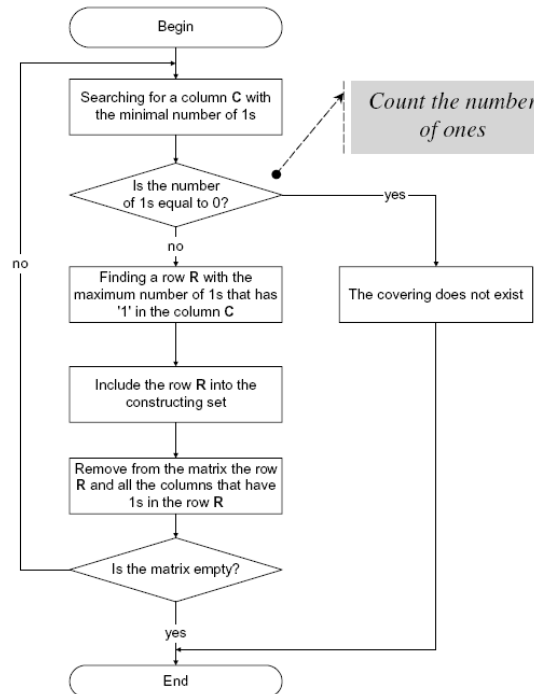 Begin
Searching for a column C with
the minimal number of 1s
Count the number
of ones
Is the number
of 1s equal to 0?
yes
no
no
Finding a row R with the
maximum number of 1s that has
'1' in the column C
The covering does not exist
Include the row R into the
constructing set
Remove from the matrix the row
R and all the columns that have
1s in the row R
Is the matrix empty?
yes
End